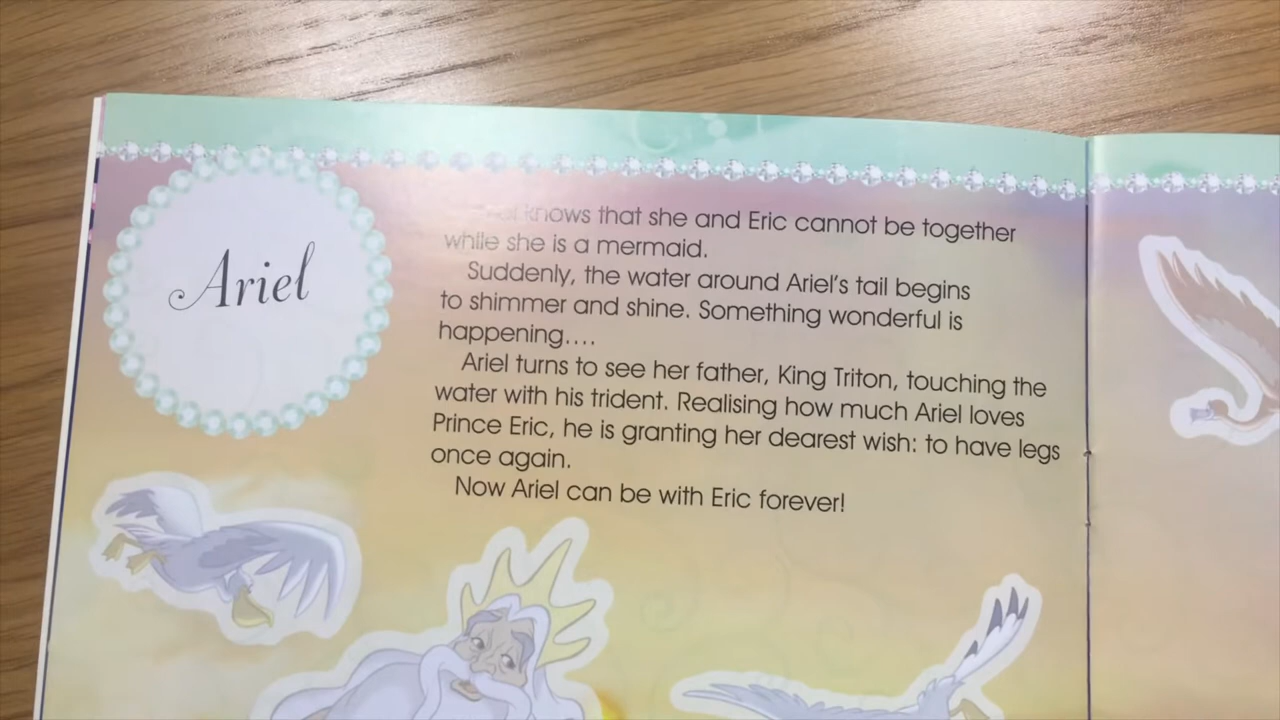 Ariel
knows that she and Eric cannot be together
while she is a mermaid.
Suddenly, the water around Ariel's tail begins
to shimmer and shine. Something wonderful is
happening....
Ariel turns to see her father, King Triton, touching the
water with his trident. Realising how much Ariel loves
Prince Eric, he is granting her dearest wish: to have legs
once again.
Now Ariel can be with Eric forever!